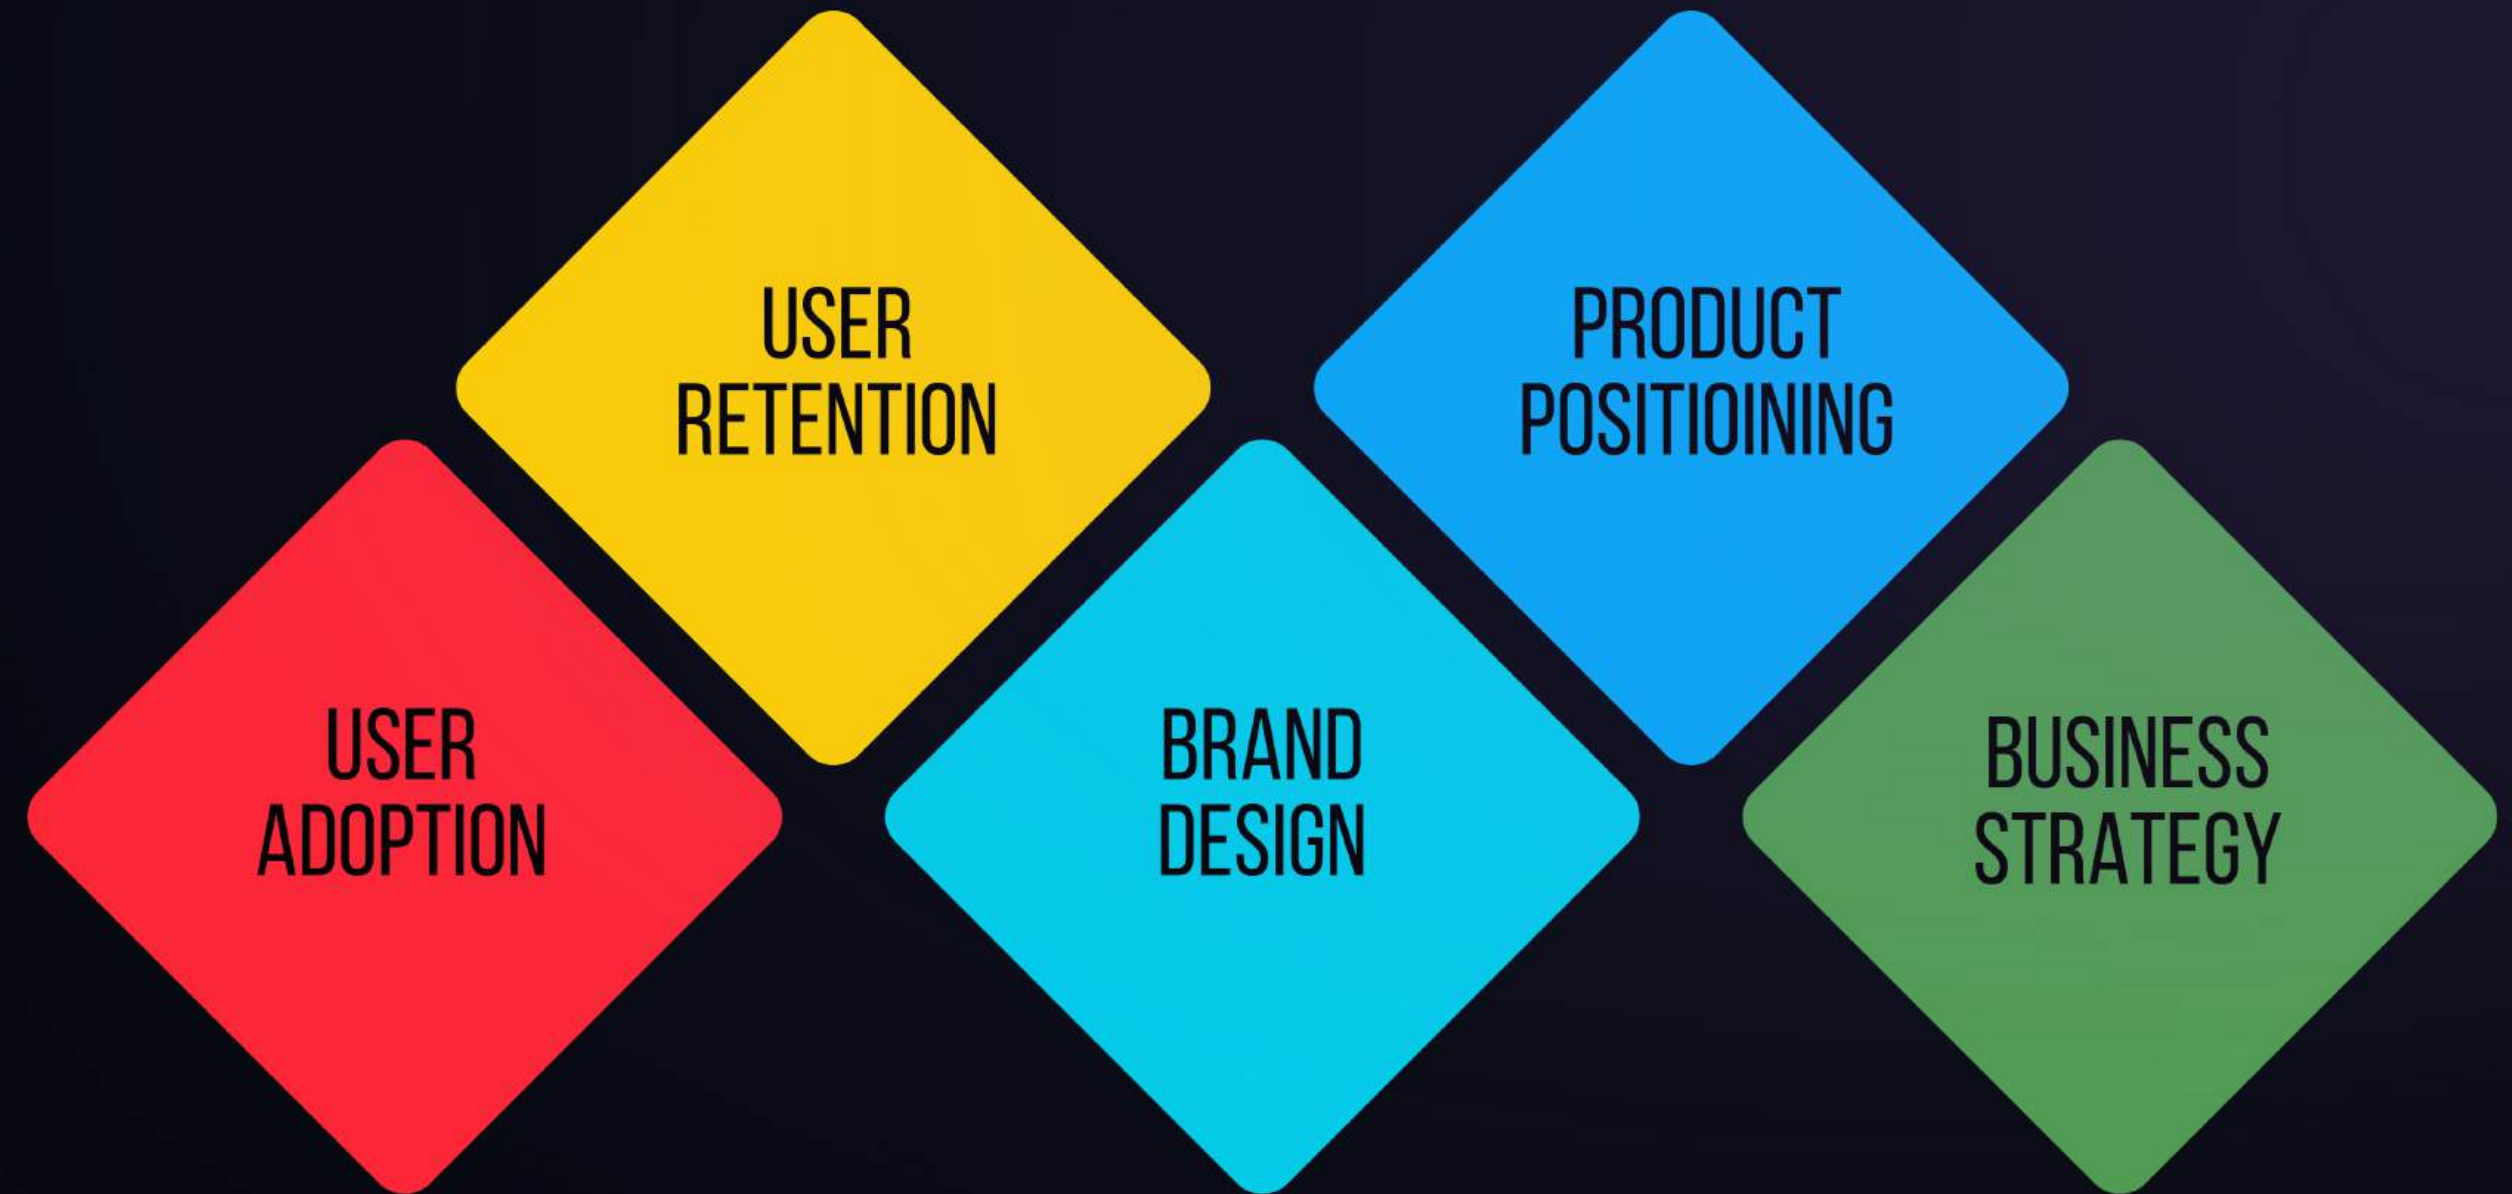 USER
RETENTION
PRODUCT
POSITIOINING
USER
ADOPTION
BRAND
DESIGN
BUSINESS
STRATEGY